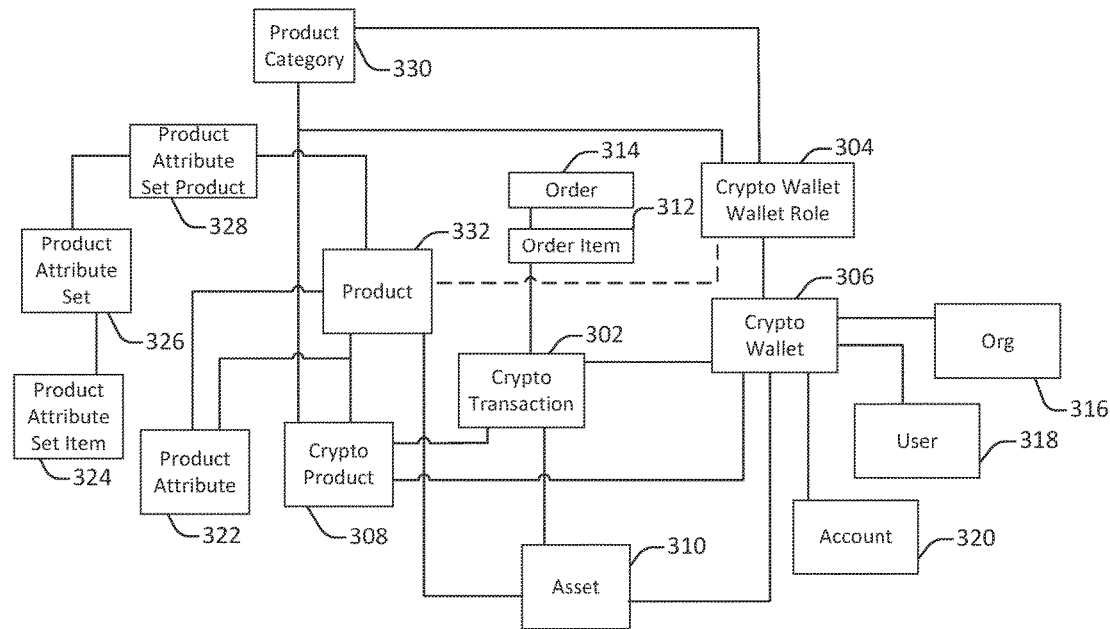 Product
Category
330
Product
Attribute
Set Product
328
314
Order
312
Order Item
304
Crypto Wallet
Wallet Role
Product
Attribute
Set
326
332
Product
306
Crypto
Wallet
Org
316
302
Crypto
Transaction
Product
Attribute
Set Item
324
User
318
Product
Attribute
322
Crypto
Product
308
Account
320
310
Asset